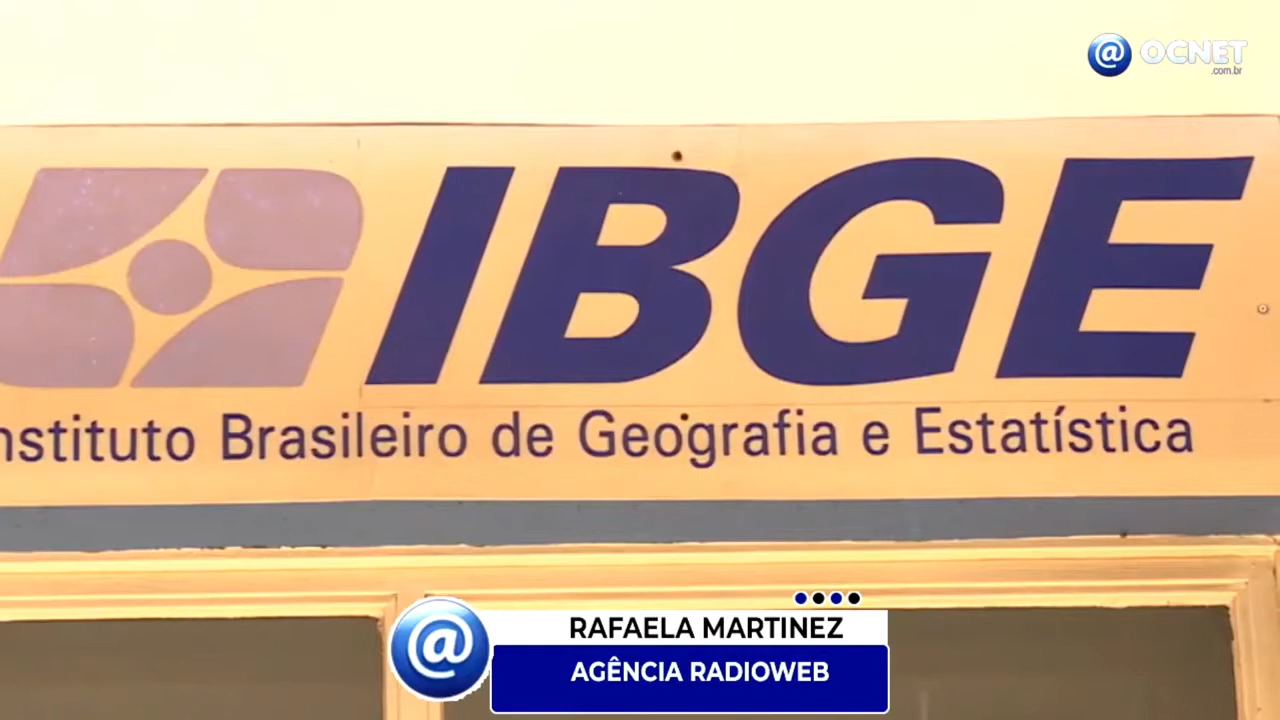 @ OCNET
.com.br
IBGE
nstituto Brasileiro de Geografia e Estatística
@
RAFAELA MARTINEZ
AGÊNCIA RADIOWEB